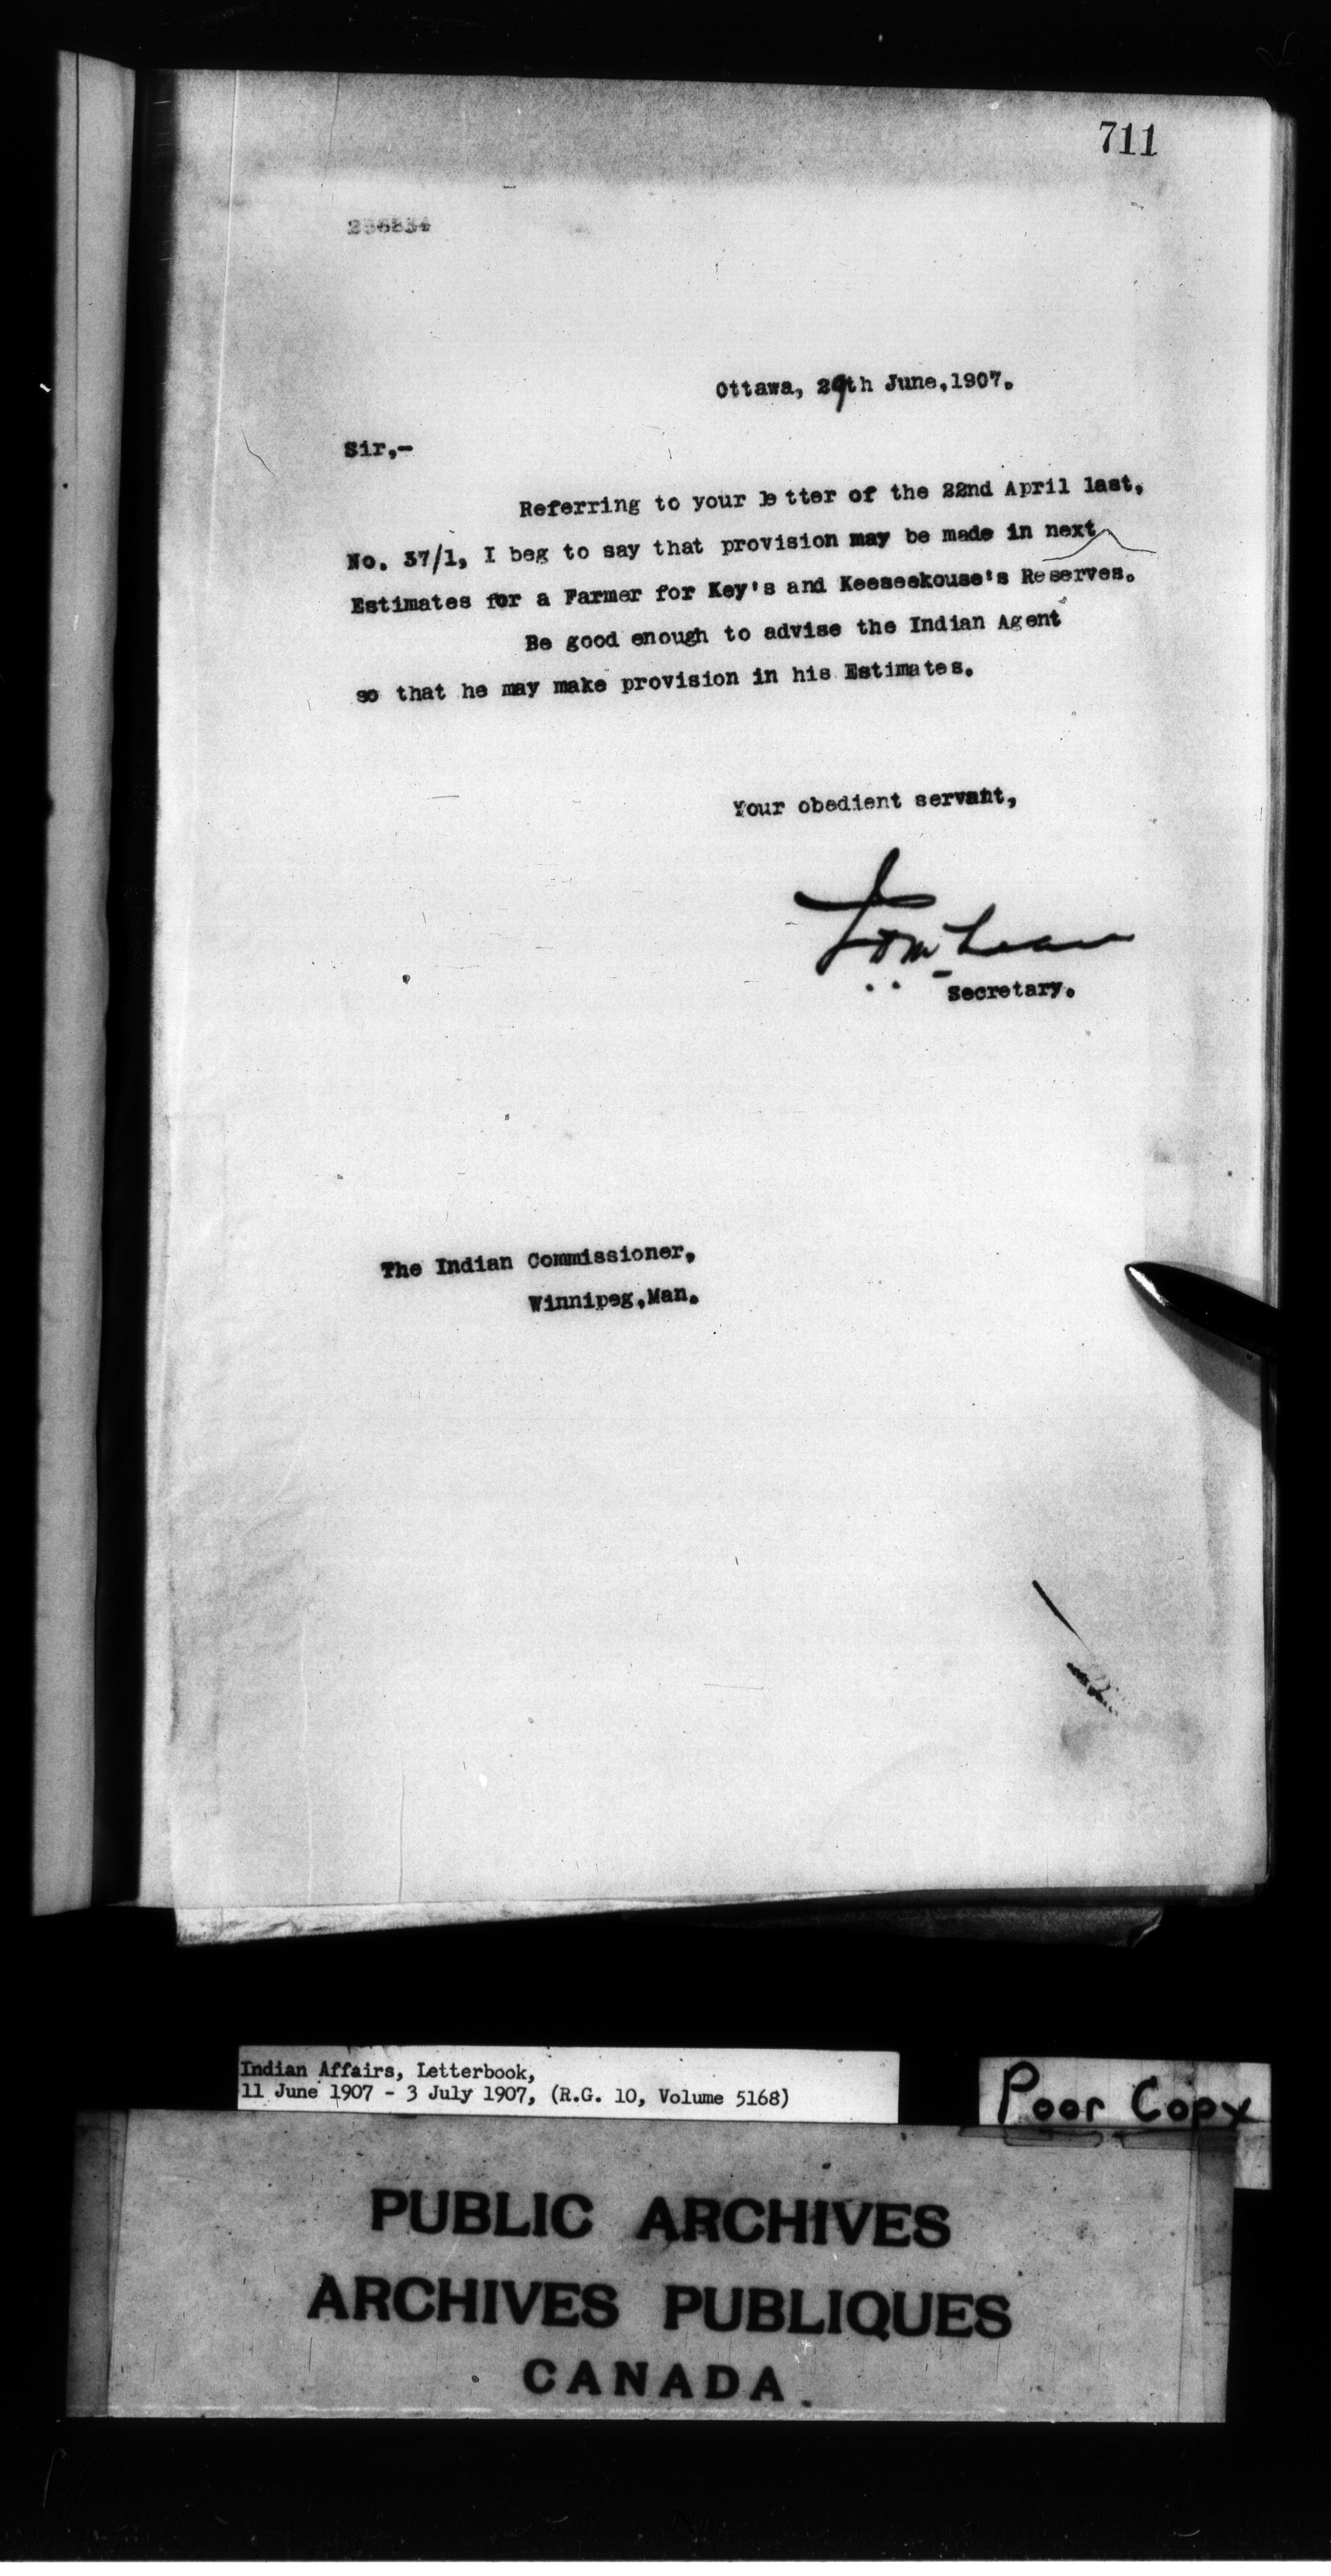 711
Ottawa, 29th June, 1907.
Sir,-
Referring to your letter of the 22nd April last,
No. 37/1, I beg to say that provision may be made in next
Estimates for a Farmer for Key's and Keeseekouse's Reserves.
Be good enough to advise the Indian Agent
so that he may make provision in his Estimates.
Your obedient servant,
Secretary.
The Indian Commissioner,
Winnipeg, Man.
Indian Affairs, Letterbook,
11 June 1907 - 3 July 1907, (R.G. 10, Volume 5168)
Poor Copy
PUBLIC ARCHIVES
ARCHIVES PUBLIQUES
CANADA